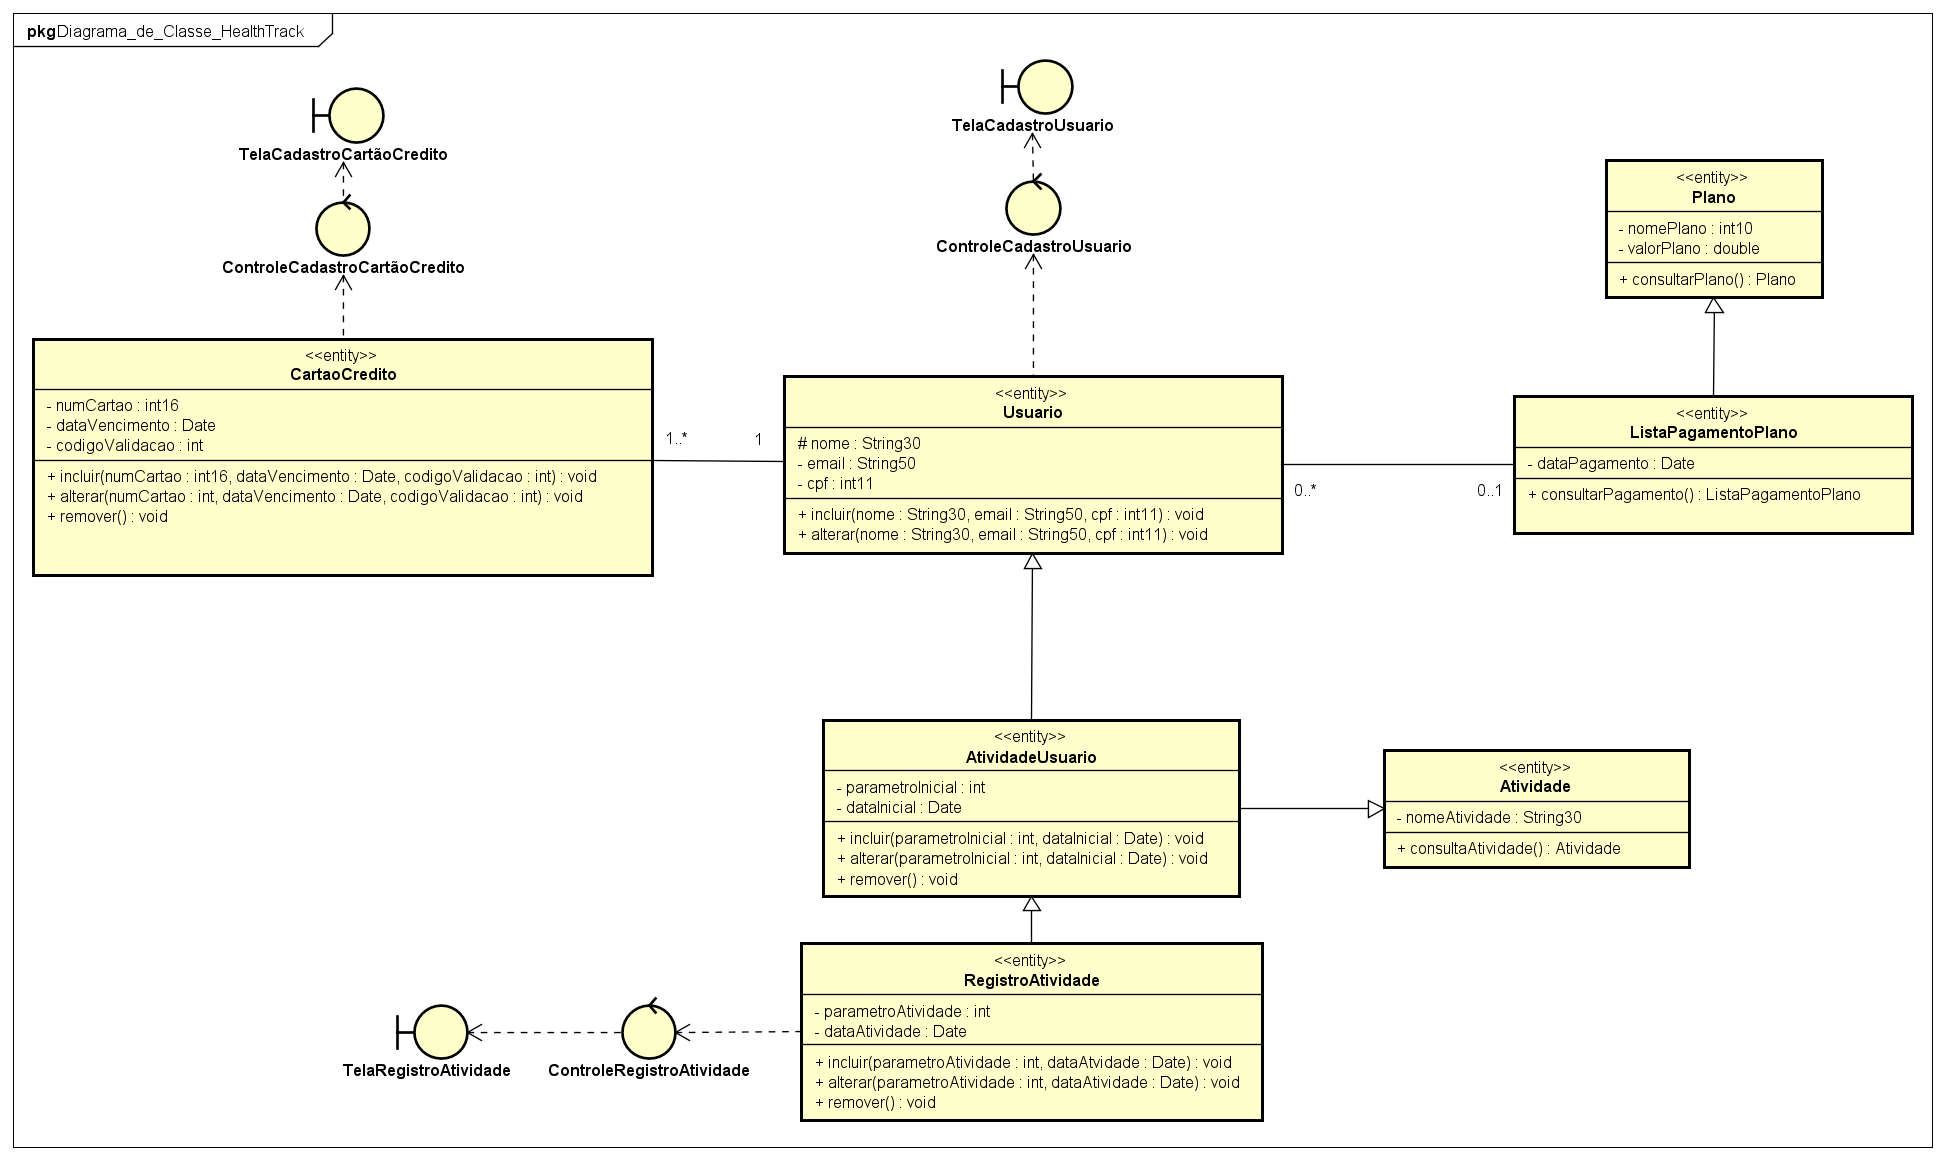 pkgDiagrama_de_Classe_HealthTrack
TelaCadastroCartãoCredito
ControleCadastroCartãoCredito
<<entity>>
CartaoCredito
- numCartao : int16
- dataVencimento : Date
- codigoValidacao : int
+ incluir(numCartao : int16, dataVencimento : Date, codigoValidacao : int) : void
+ alterar(numCartao : int, dataVencimento : Date, codigoValidacao : int) : void
+ remover() : void
1..*
1
TelaCadastroUsuario
ControleCadastroUsuario
<<entity>>
Usuario
# nome : String30
- email : String50
- cpf : int11
+ incluir(nome : String30, email : String50, cpf : int11) : void
+ alterar(nome : String30, email : String50, cpf : int11) : void
0..*
0..1
<<entity>>
Plano
- nomePlano : int10
- valorPlano : double
+ consultarPlano() : Plano
<<entity>>
ListaPagamentoPlano
- dataPagamento : Date
+ consultarPagamento() : ListaPagamentoPlano
<<entity>>
AtividadeUsuario
- parametroInicial : int
- dataInicial : Date
+ incluir(parametroInicial : int, dataInicial : Date) : void
+ alterar(parametroInicial : int, dataInicial : Date) : void
+ remover() : void
<<entity>>
Atividade
- nomeAtividade : String30
+ consultaAtividade() : Atividade
<<entity>>
RegistroAtividade
- parametroAtividade : int
- dataAtividade : Date
+ incluir(parametroAtividade : int, dataAtvidade : Date) : void
+ alterar(parametroAtividade : int, dataAtividade : Date) : void
+ remover() : void
TelaRegistroAtividade
ControleRegistroAtividade